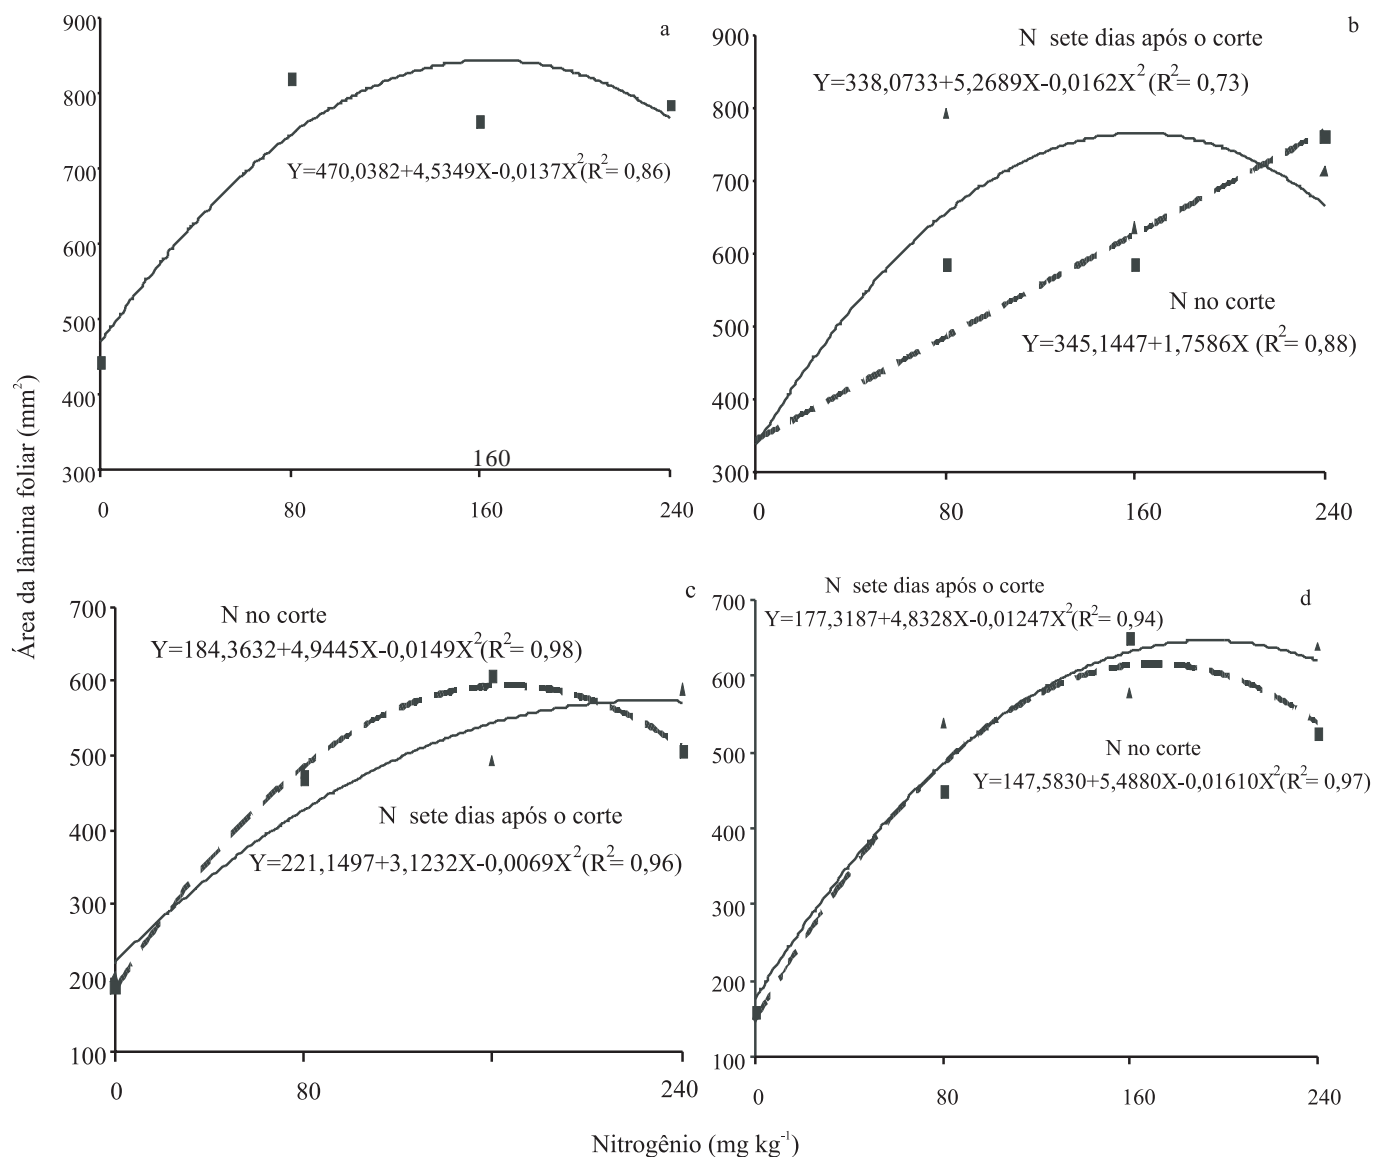 Área da lâmina foliar (mm²)
a
900
800
700
600
500
400
300
Y=470,0382+4,5349X-0,0137X²(R²= 0,86)
160
0 80 160 240
b
N sete dias após o corte
Y=338,0733+5,2689X-0,0162X² (R²= 0,73)
900
800
700
600
500
400
300
N no corte
Y=345,1447+1,7586X (R²= 0,88)
0 80 160 240
c
N no corte
Y=184,3632+4,9445X-0,0149X²(R²= 0,98)
700
600
500
400
300
200
100
N sete dias após o corte
Y=221,1497+3,1232X-0,0069X²(R²= 0,96)
0 80 240
d
N sete dias após o corte
Y=177,3187+4,8328X-0,01247X²(R²= 0,94)
700
600
500
400
300
200
100
N no corte
Y=147,5830+5,4880X-0,01610X²(R²= 0,97)
0 80 160 240
Nitrogênio (mg kg⁻¹)